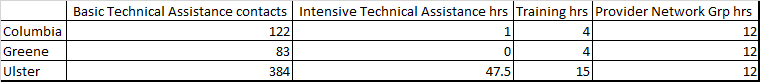 Basic Technical Assistance contacts Intensive Technical Assistance hrs Training hrs Provider Network Grp hrs
Columbia 122 1 4 12
Greene 83 0 4 12
Ulster 384 47.5 15 12